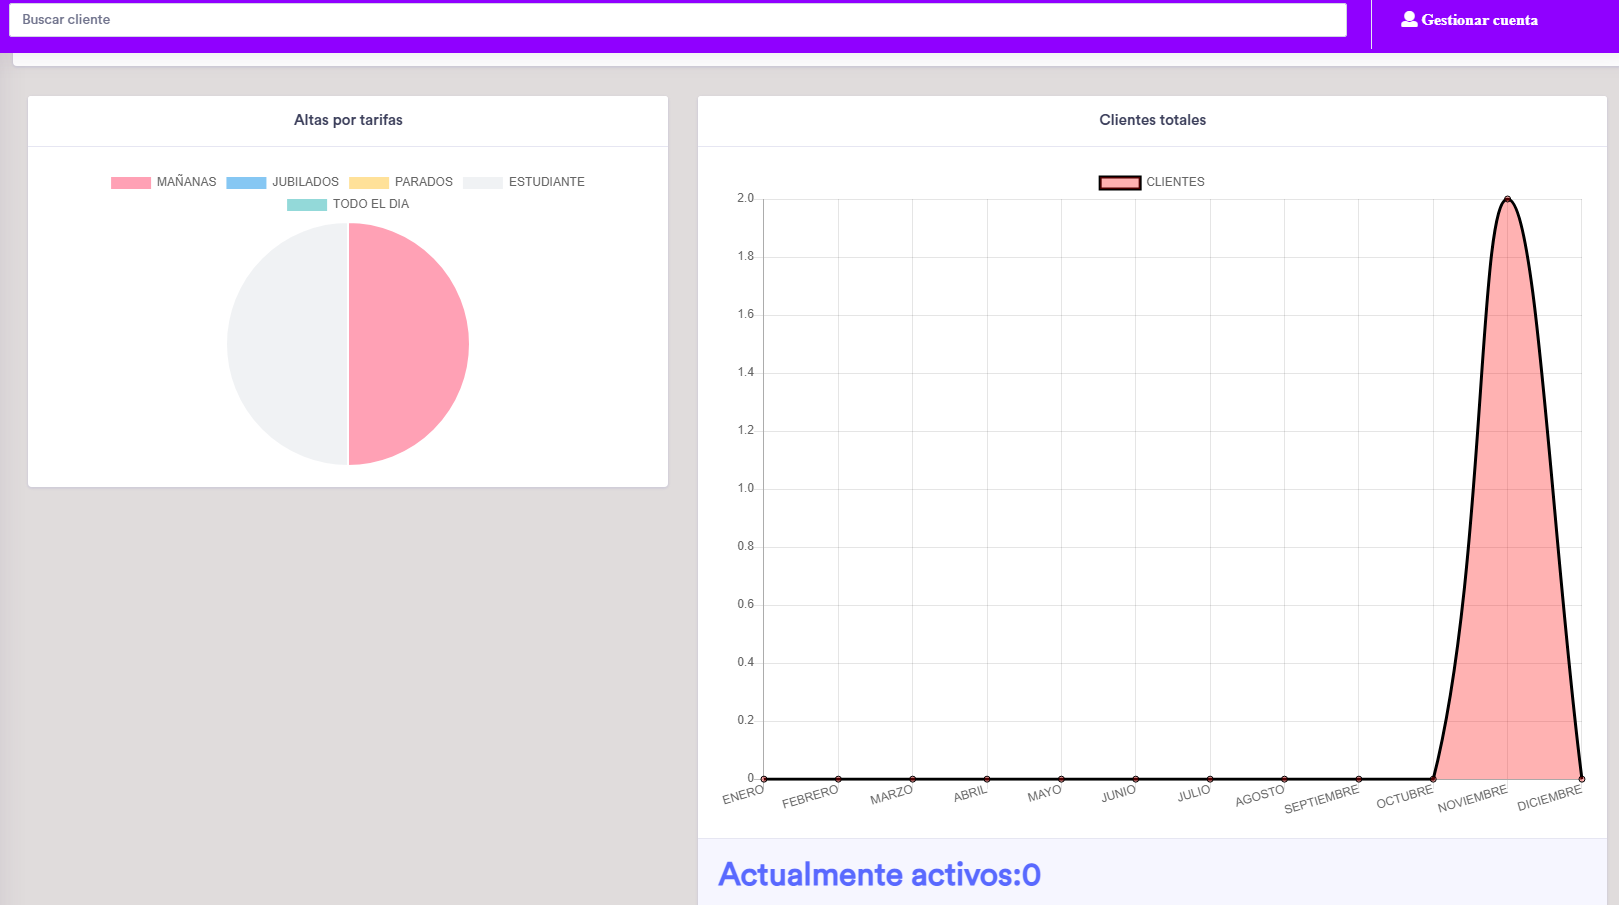 Buscar cliente
Gestionar cuenta
Altas por tarifas
MAÑANAS JUBILADOS PARADOS ESTUDIANTE
TODO EL DIA
Clientes totales
CLIENTES
2.0
1.8
1.6
1.4
1.2
1.0
0.8
0.6
0.4
0.2
0
ENERO FEBRERO MARZO ABRIL MAYO JUNIO JULIO AGOSTO SEPTIEMBRE OCTUBRE NOVIEMBRE DICIEMBRE
Actualmente activos:0